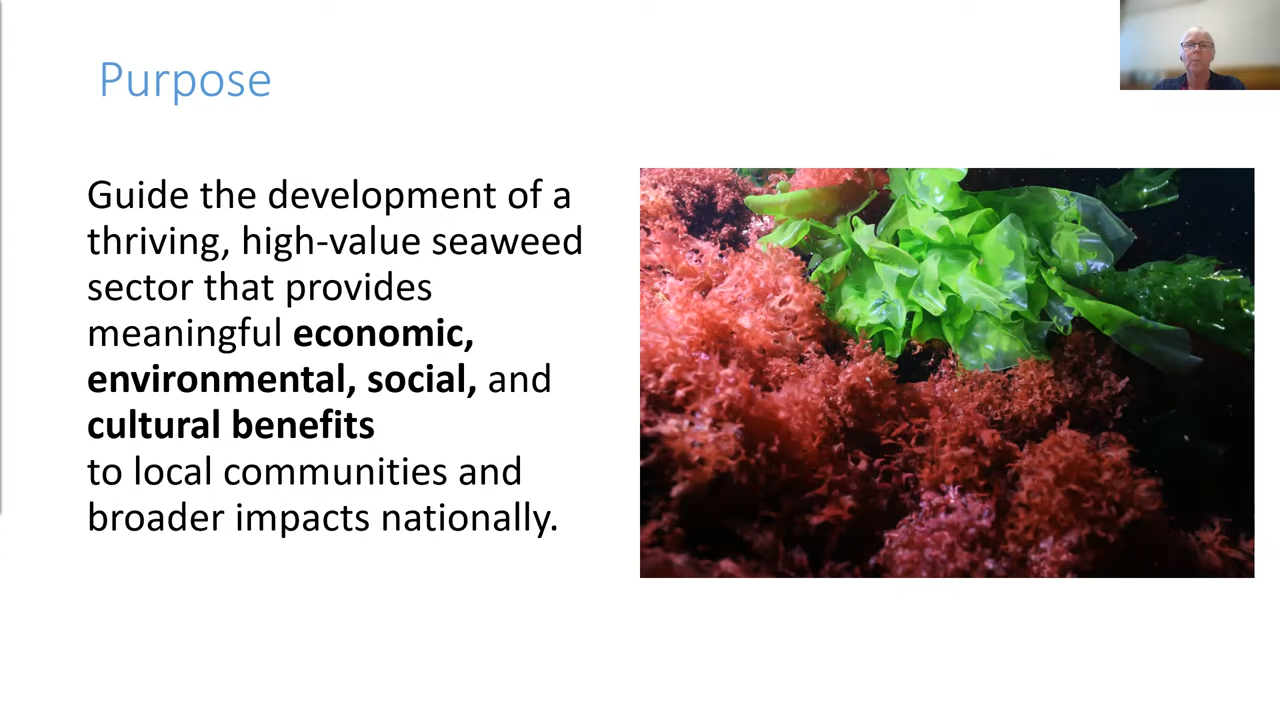 Purpose
Guide the development of a
thriving, high-value seaweed
sector that provides
meaningful economic,
environmental, social, and
cultural benefits
to local communities and
broader impacts nationally.